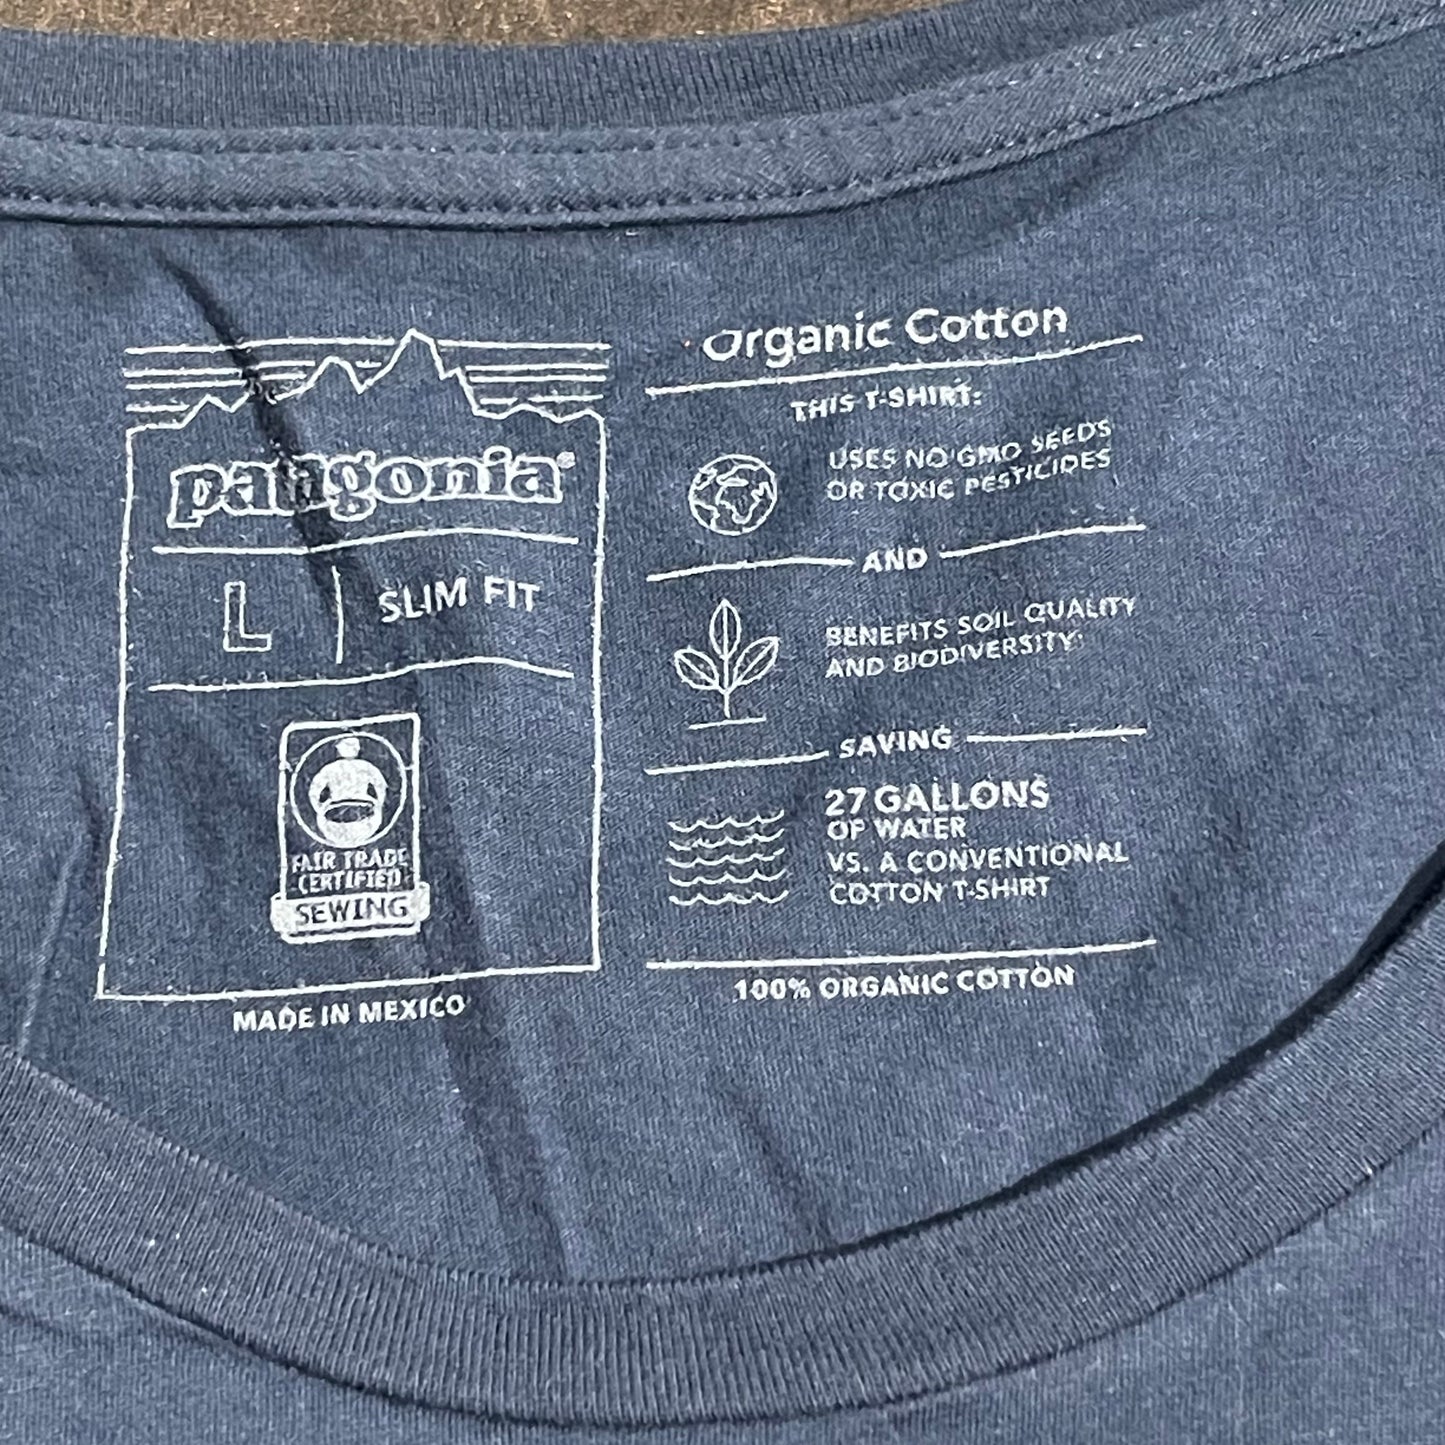 patagonia®
L
SLIM FIT
FAIR TRADE
CERTIFIED
SEWING
MADE IN MEXICO
Organic Cotton
THIS T-SHIRT:
USES NO GMO SEEDS
OR TOXIC PESTICIDES
AND
BENEFITS SOIL QUALITY
AND BIODIVERSITY
SAVING
27 GALLONS
OF WATER
VS. A CONVENTIONAL
COTTON T-SHIRT
100% ORGANIC COTTON